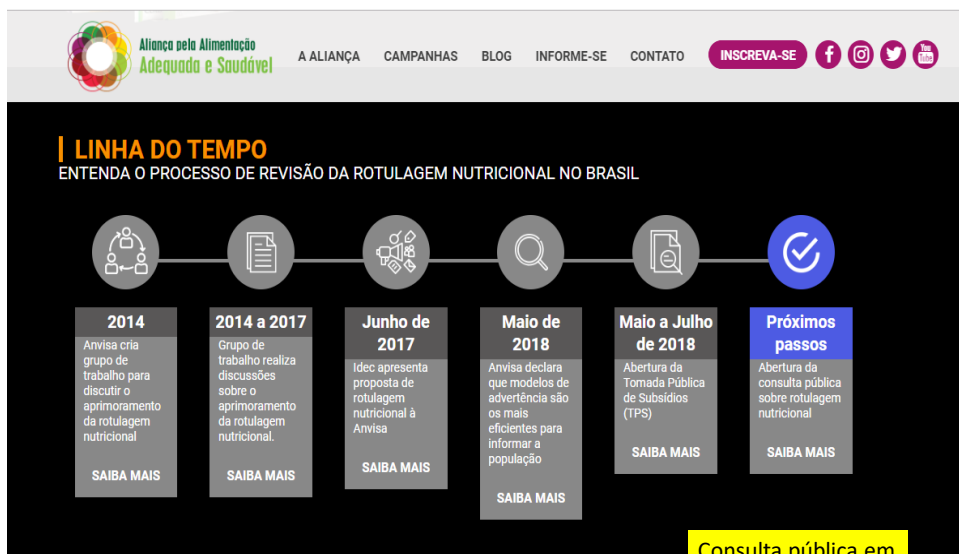 Aliança pela Alimentação
Adequada e Saudável
A ALIANÇA
CAMPANHAS
BLOG
INFORME-SE
CONTATO
INSCREVA-SE
You
Tube
LINHA DO TEMPO
ENTENDA O PROCESSO DE REVISÃO DA ROTULAGEM NUTRICIONAL NO BRASIL
2014
Anvisa cria
grupo de
trabalho para
discutir o
aprimoramento
da rotulagem
nutricional
SAIBA MAIS
2014 a 2017
Grupo de
trabalho realiza
discussões
sobre o
aprimoramento
da rotulagem
nutricional.
SAIBA MAIS
Junho de
2017
Idec apresenta
proposta de
rotulagem
nutricional à
Anvisa
SAIBA MAIS
Maio de
2018
Anvisa declara
que modelos de
advertência são
os mais
eficientes para
informar a
população
SAIBA MAIS
Maio a Julho
de 2018
Abertura da
Tomada Pública
de Subsídios
(TPS)
SAIBA MAIS
Próximos
passos
Abertura da
consulta pública
sobre rotulagem
nutricional
SAIBA MAIS
Consulta pública em